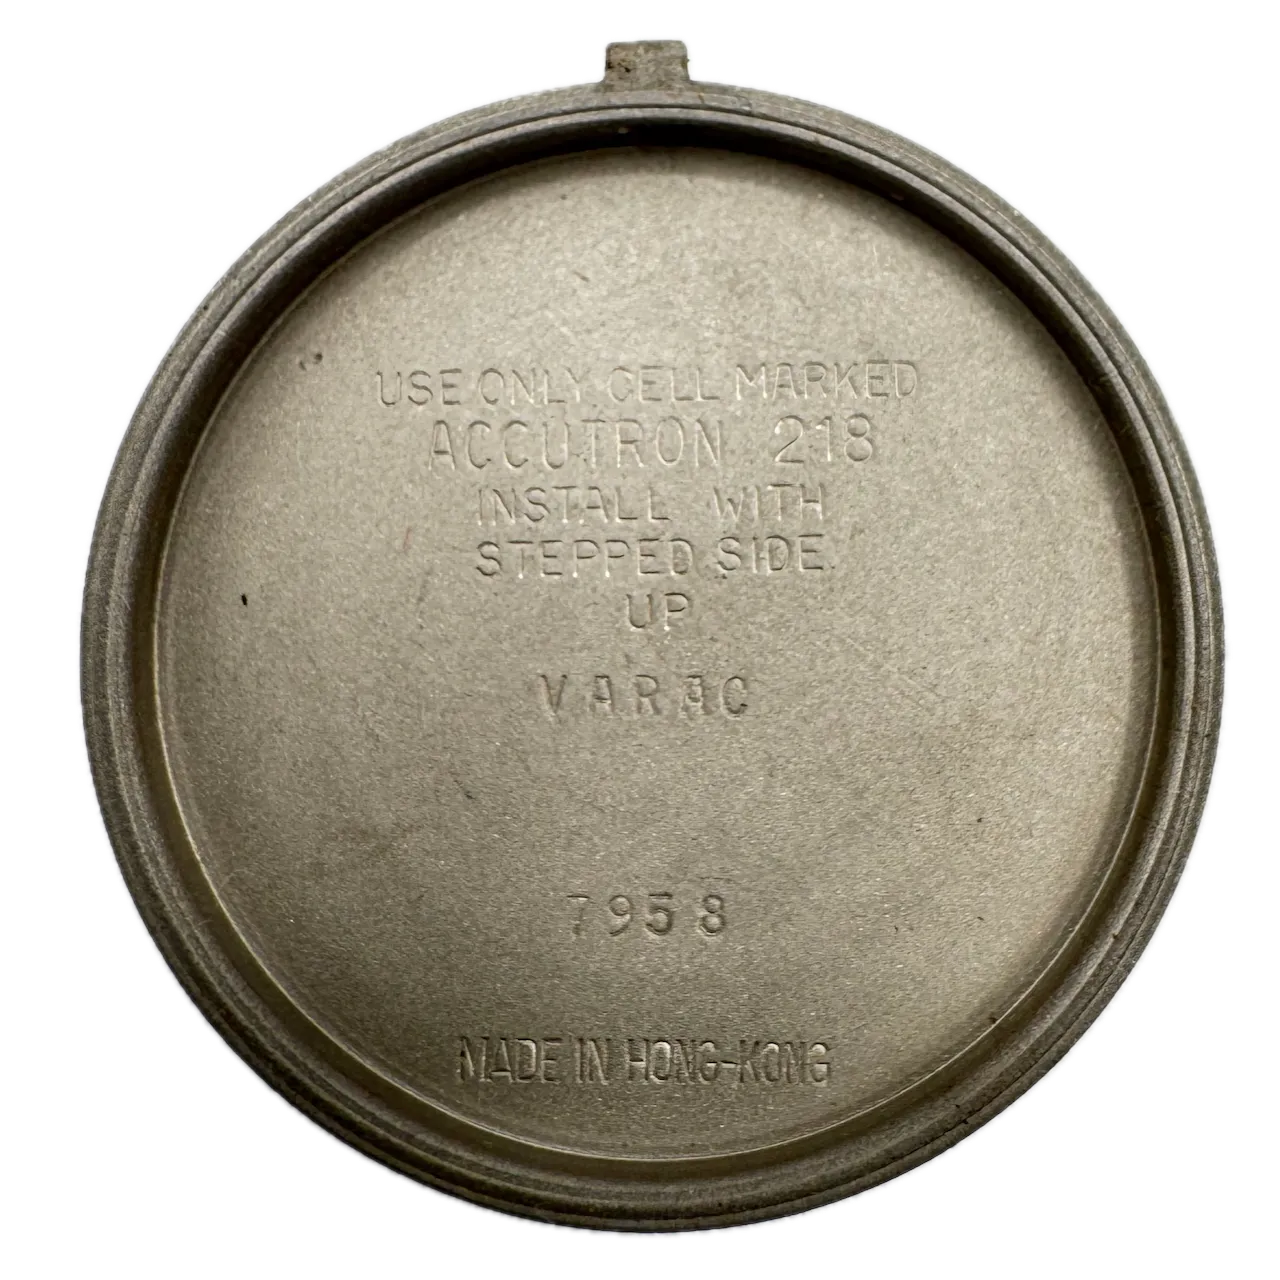 USE ONLY CELL MARKED
ACCUTRON 218
INSTALL WITH
STEPPED SIDE
UP
VARAC
7958
MADE IN HONG-KONG